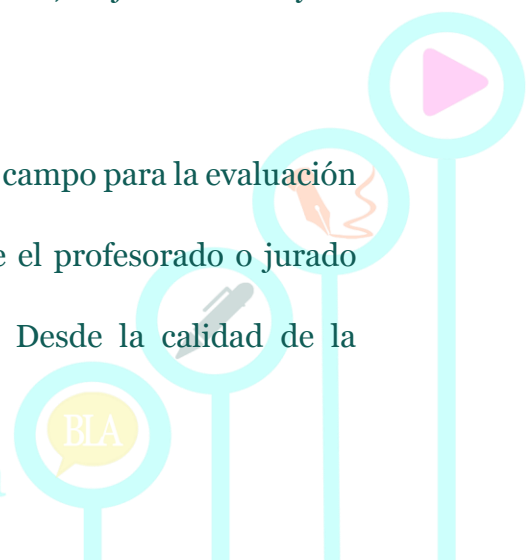 campo para la evaluación
el profesorado o jurado
Desde la calidad de la
BLA